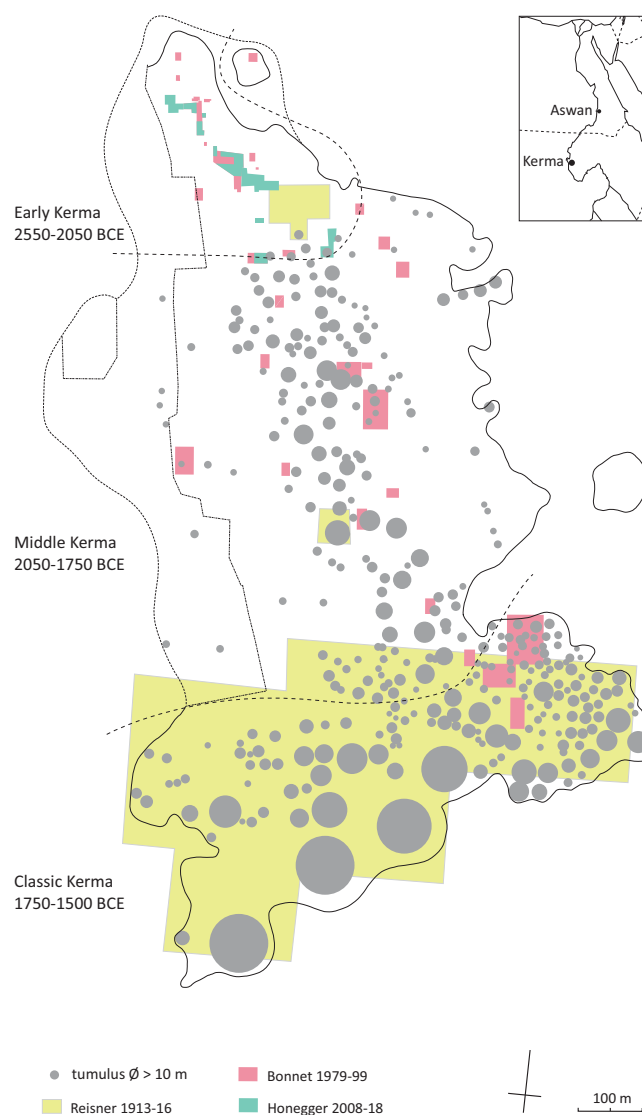 Aswan
Kerma
Early Kerma
2550-2050 BCE
Middle Kerma
2050-1750 BCE
Classic Kerma
1750-1500 BCE
tumulus Ø > 10 m
Bonnet 1979-99
Reisner 1913-16
Honegger 2008-18
100 m